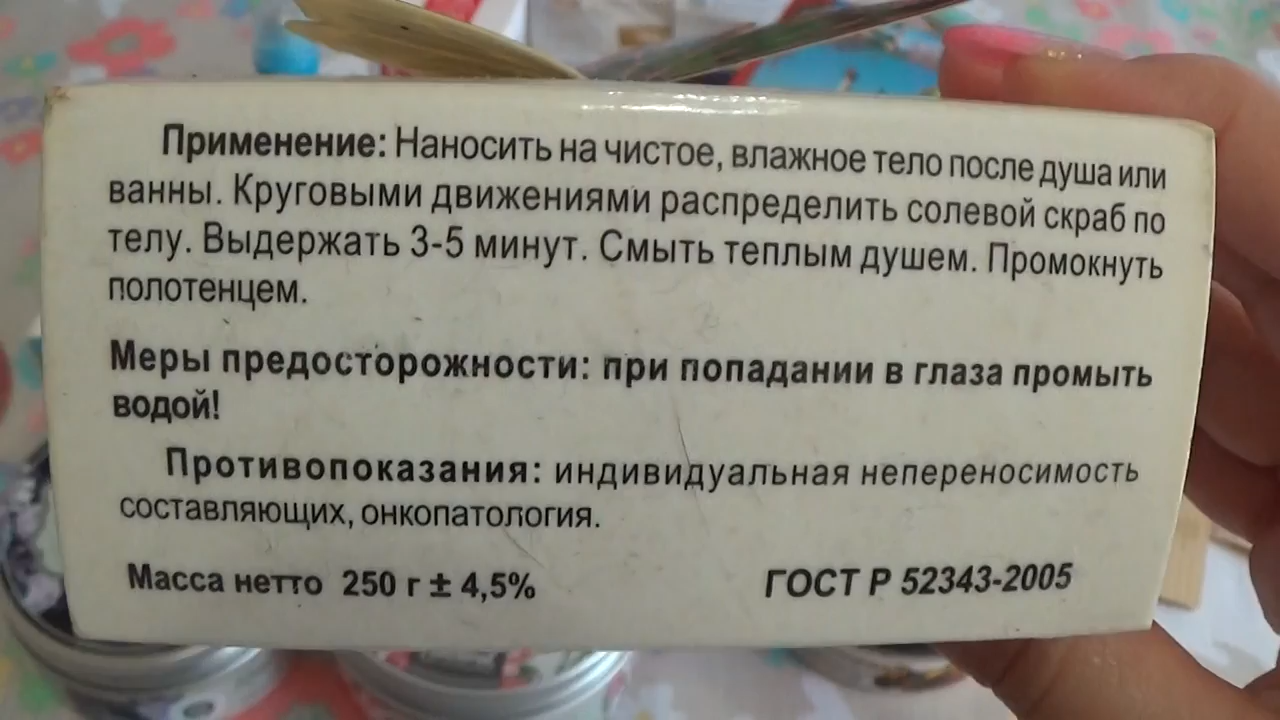 Применение: Наносить на чистое, влажное тело после душа или
ванны. Круговыми движениями распределить солевой скраб по
телу. Выдержать 3-5 минут. Смыть теплым душем. Промокнуть
полотенцем.
Меры предосторожности: при попадании в глаза промыть
водой!
Противопоказания: индивидуальная непереносимость
составляющих, онкопатология.
Масса нетто 250 г ± 4,5% ГОСТ Р 52343-2005